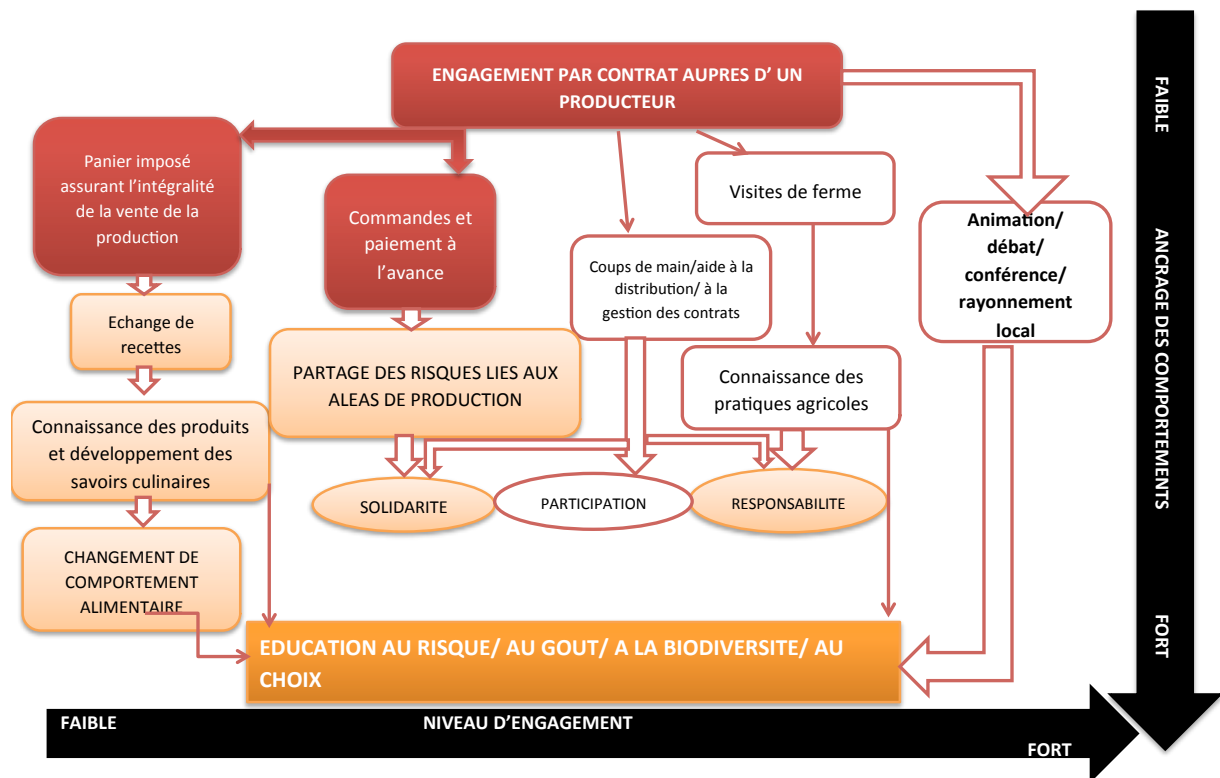 ENGAGEMENT PAR CONTRAT AUPRES D' UN
PRODUCTEUR
Panier imposé
assurant l'intégralité
de la vente de la
production
Commandes et
paiement à
l'avance
Visites de ferme
Coups de main/aide à la
distribution/ à la
gestion des contrats
Animation/
débat/
conférence/
rayonnement
local
Echange de
recettes
PARTAGE DES RISQUES LIES AUX
ALEAS DE PRODUCTION
Connaissance des
pratiques agricoles
Connaissance des produits
et développement des
savoirs culinaires
SOLIDARITE
PARTICIPATION
RESPONSABILITE
CHANGEMENT DE
COMPORTEMENT
ALIMENTAIRE
EDUCATION AU RISQUE/ AU GOUT/ A LA BIODIVERSITE/ AU
CHOIX
FAIBLE
NIVEAU D'ENGAGEMENT
FORT
FAIBLE
ANCRAGE DES COMPORTEMENTS
FORT